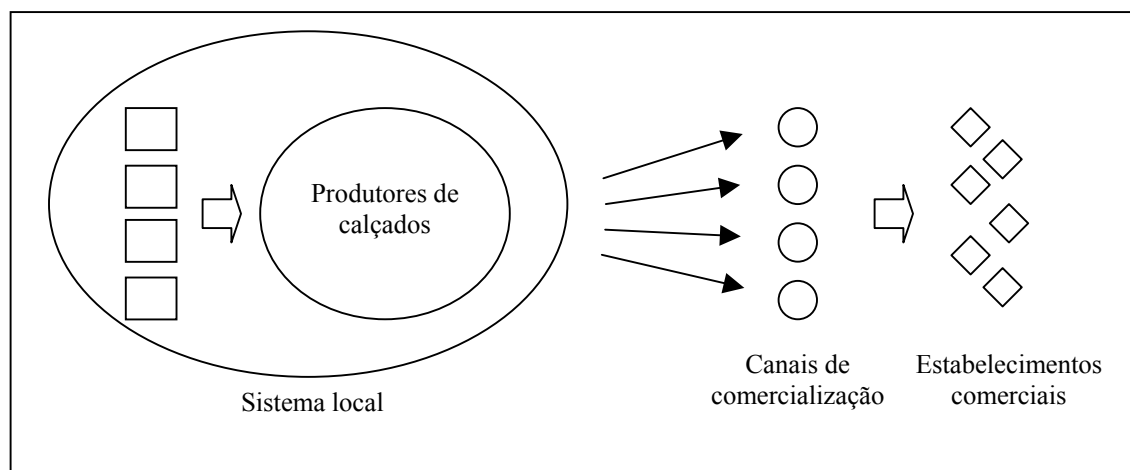 Produtores de
calçados
Sistema local
Canais de
comercialização
Estabelecimentos
comerciais